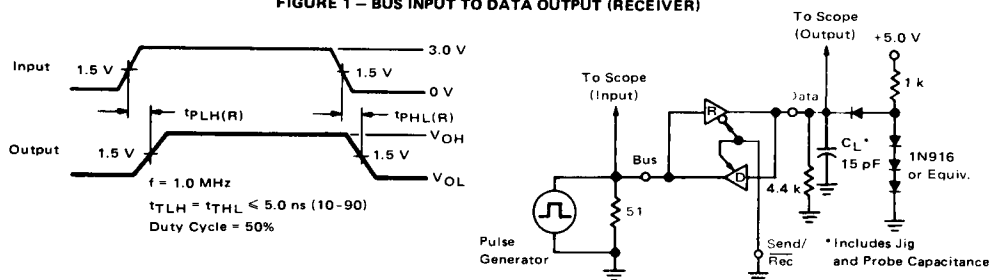 FIGURE 1 — BUS INPUT TO DATA OUTPUT (RECEIVER)
Input
1.5 V
1.5 V
3.0 V
0 V
tPLH(R)
tPHL(R)
Output
1.5 V
1.5 V
VOH
VOL
f = 1.0 MHz
tTLH = tTHL ≤ 5.0 ns (10-90)
Duty Cycle = 50%
To Scope
(Input)
Bus
Pulse
Generator
51
R
D
To Scope
(Output)
+5.0 V
1 k
Data
CL*
15 pF
4.4 k
1N916
or Equiv.
Send/
Rec
* Includes Jig
and Probe Capacitance